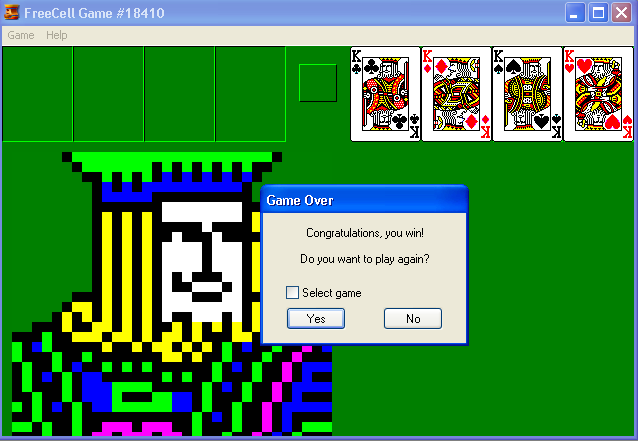 FreeCell Game #18410
Game Help
K K K K
K K K K
Game Over
Congratulations, you win!
Do you want to play again?
Select game
Yes No